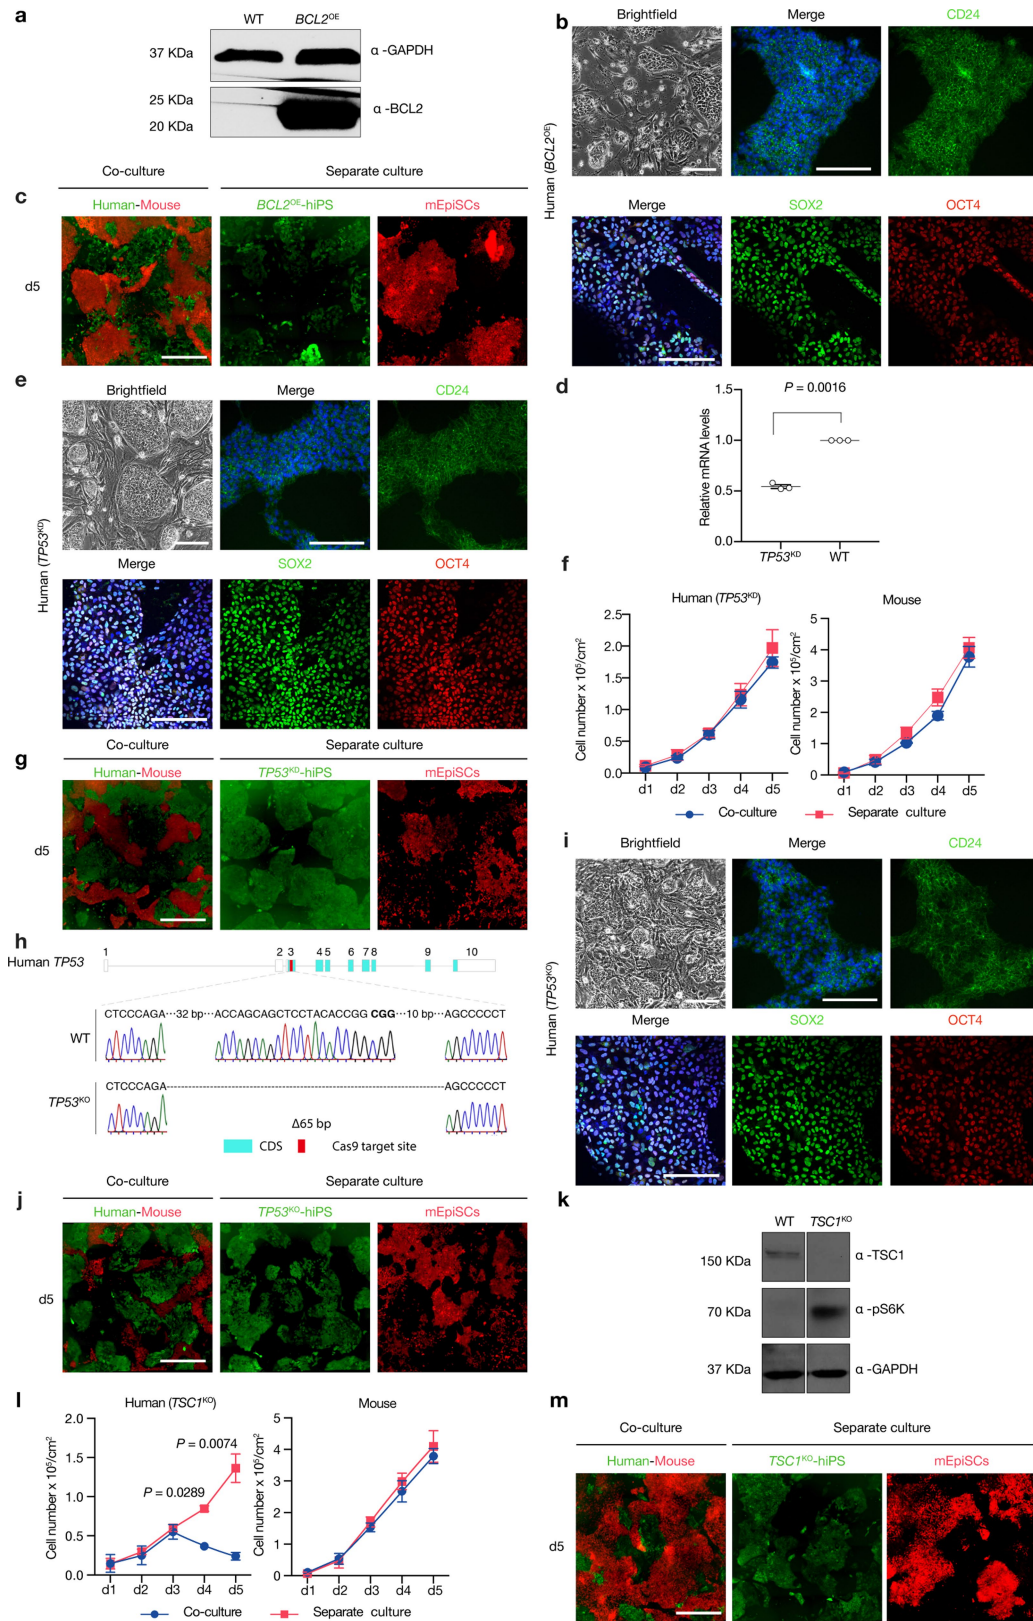 a
WT BCL2OE
37 KDa
α -GAPDH
25 KDa
20 KDa
α -BCL2
b
Brightfield Merge CD24
Human (BCL2OE)
Merge SOX2 OCT4
c
Co-culture Separate culture
Human-Mouse BCL2OE-hiPS mEpiSCs
d5
d
P = 0.0016
Relative mRNA levels
1.5
1.0
0.5
0.0
TP53KD WT
e
Brightfield Merge CD24
Human (TP53KD)
Merge SOX2 OCT4
f
Human (TP53KD) Mouse
Cell number x 10⁵/cm²
2.5
2.0
1.5
1.0
0.5
0.0
d1 d2 d3 d4 d5
Cell number x 10⁵/cm²
5
4
3
2
1
0
d1 d2 d3 d4 d5
Co-culture Separate culture
g
Co-culture Separate culture
Human-Mouse TP53KD-hiPS mEpiSCs
d5
h
Human TP53
1 2 3 4 5 6 7 8 9 10
CTCCCAGA···32 bp···ACCAGCAGCTCCTACACCGG CGG···10 bp···AGCCCCCT
WT
CTCCCAGA AGCCCCCT
TP53KO
Δ65 bp
CDS Cas9 target site
i
Brightfield Merge CD24
Human (TP53KO)
Merge SOX2 OCT4
j
Co-culture Separate culture
Human-Mouse TP53KO-hiPS mEpiSCs
d5
k
WT TSC1KO
150 KDa
α -TSC1
70 KDa
α -pS6K
37 KDa
α -GAPDH
l
Human (TSC1KO) Mouse
Cell number x 10⁵/cm²
2.0
1.5
1.0
0.5
0
P = 0.0074
P = 0.0289
d1 d2 d3 d4 d5
Cell number x 10⁵/cm²
5
4
3
2
1
0
d1 d2 d3 d4 d5
Co-culture Separate culture
m
Co-culture Separate culture
Human-Mouse TSC1KO-hiPS mEpiSCs
d5